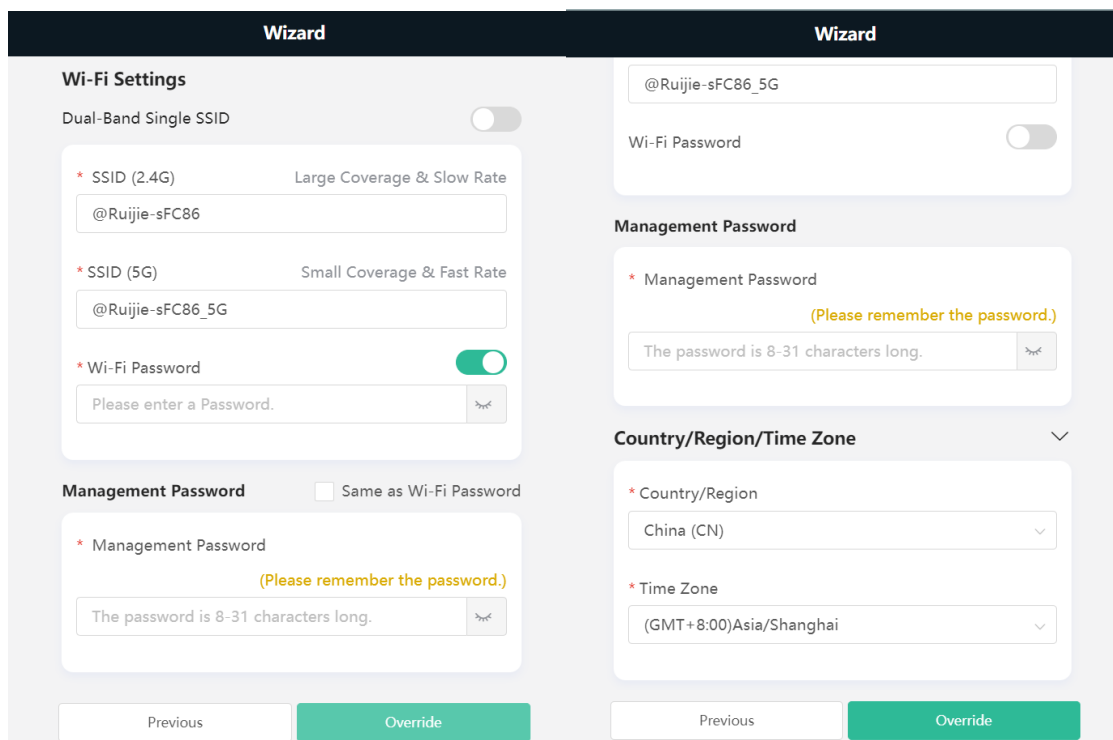 Wizard
Wi-Fi Settings
Dual-Band Single SSID
* SSID (2.4G) Large Coverage & Slow Rate
@Ruijie-sFC86
* SSID (5G) Small Coverage & Fast Rate
@Ruijie-sFC86_5G
* Wi-Fi Password
Please enter a Password.
Management Password Same as Wi-Fi Password
* Management Password
(Please remember the password.)
The password is 8-31 characters long.
Previous Override
Wizard
@Ruijie-sFC86_5G
Wi-Fi Password
Management Password
* Management Password
(Please remember the password.)
The password is 8-31 characters long.
Country/Region/Time Zone
* Country/Region
China (CN)
* Time Zone
(GMT+8:00)Asia/Shanghai
Previous Override